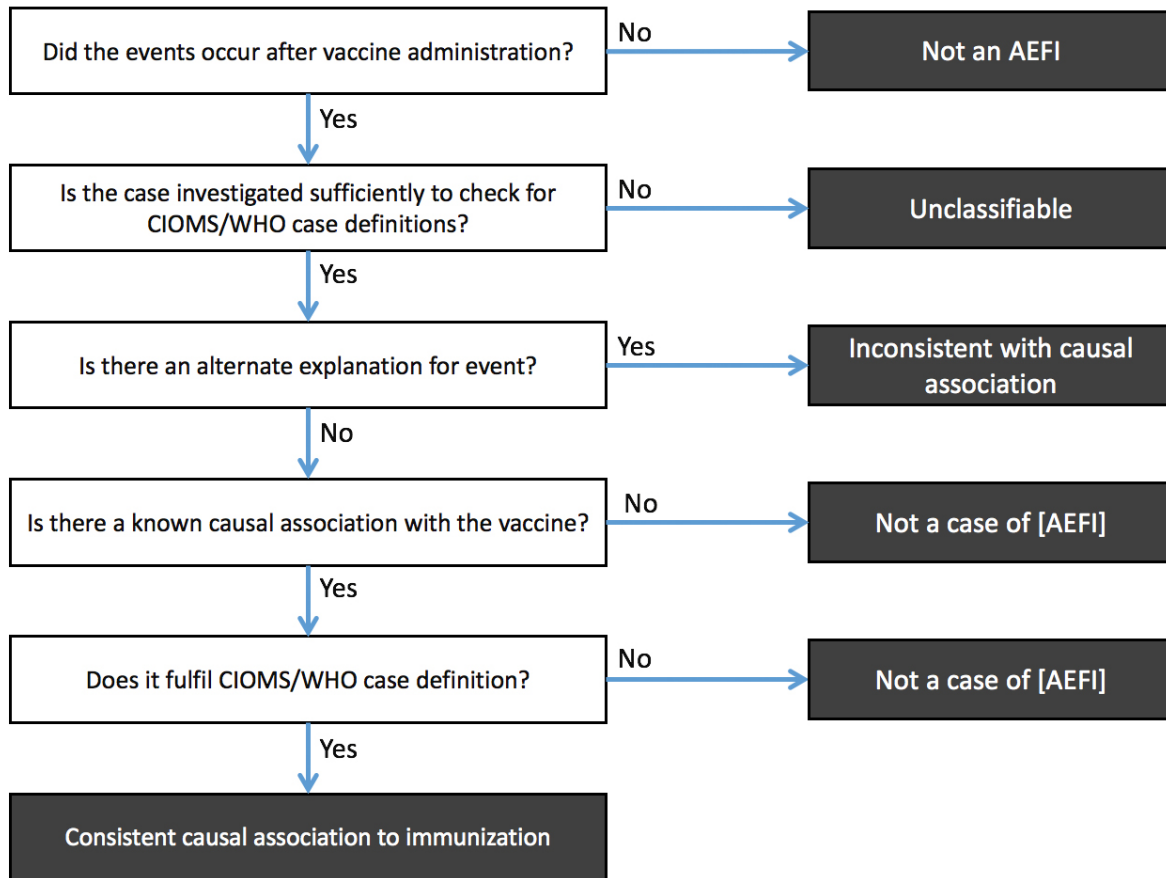 Did the events occur after vaccine administration?
No
Not an AEFI
Yes
Is the case investigated sufficiently to check for
CIOMS/WHO case definitions?
No
Unclassifiable
Yes
Is there an alternate explanation for event?
Yes
Inconsistent with causal
association
No
Is there a known causal association with the vaccine?
No
Not a case of [AEFI]
Yes
Does it fulfil CIOMS/WHO case definition?
No
Not a case of [AEFI]
Yes
Consistent causal association to immunization